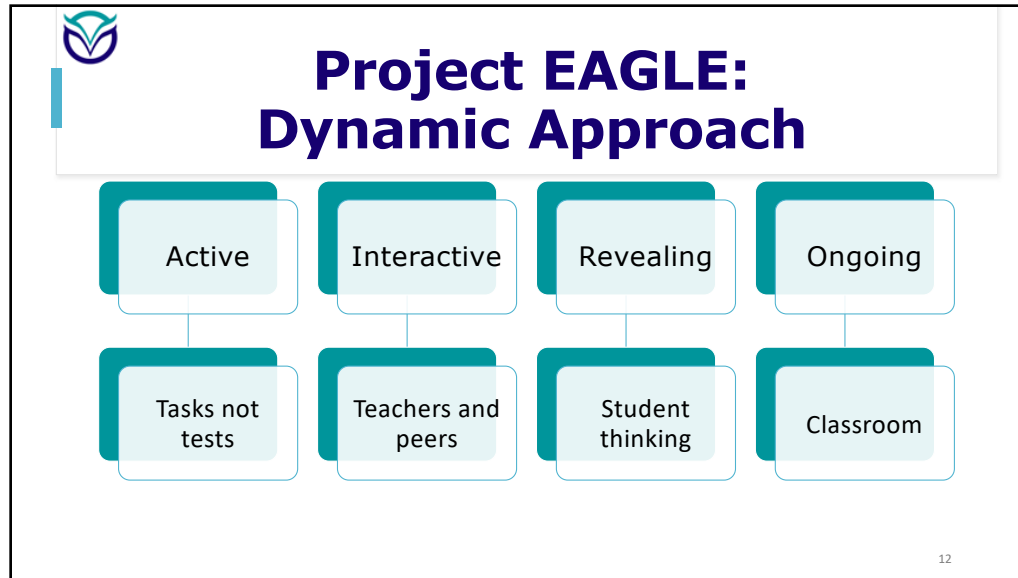 Project EAGLE:
Dynamic Approach
Active
Interactive
Revealing
Ongoing
Tasks not
tests
Teachers and
peers
Student
thinking
Classroom
12